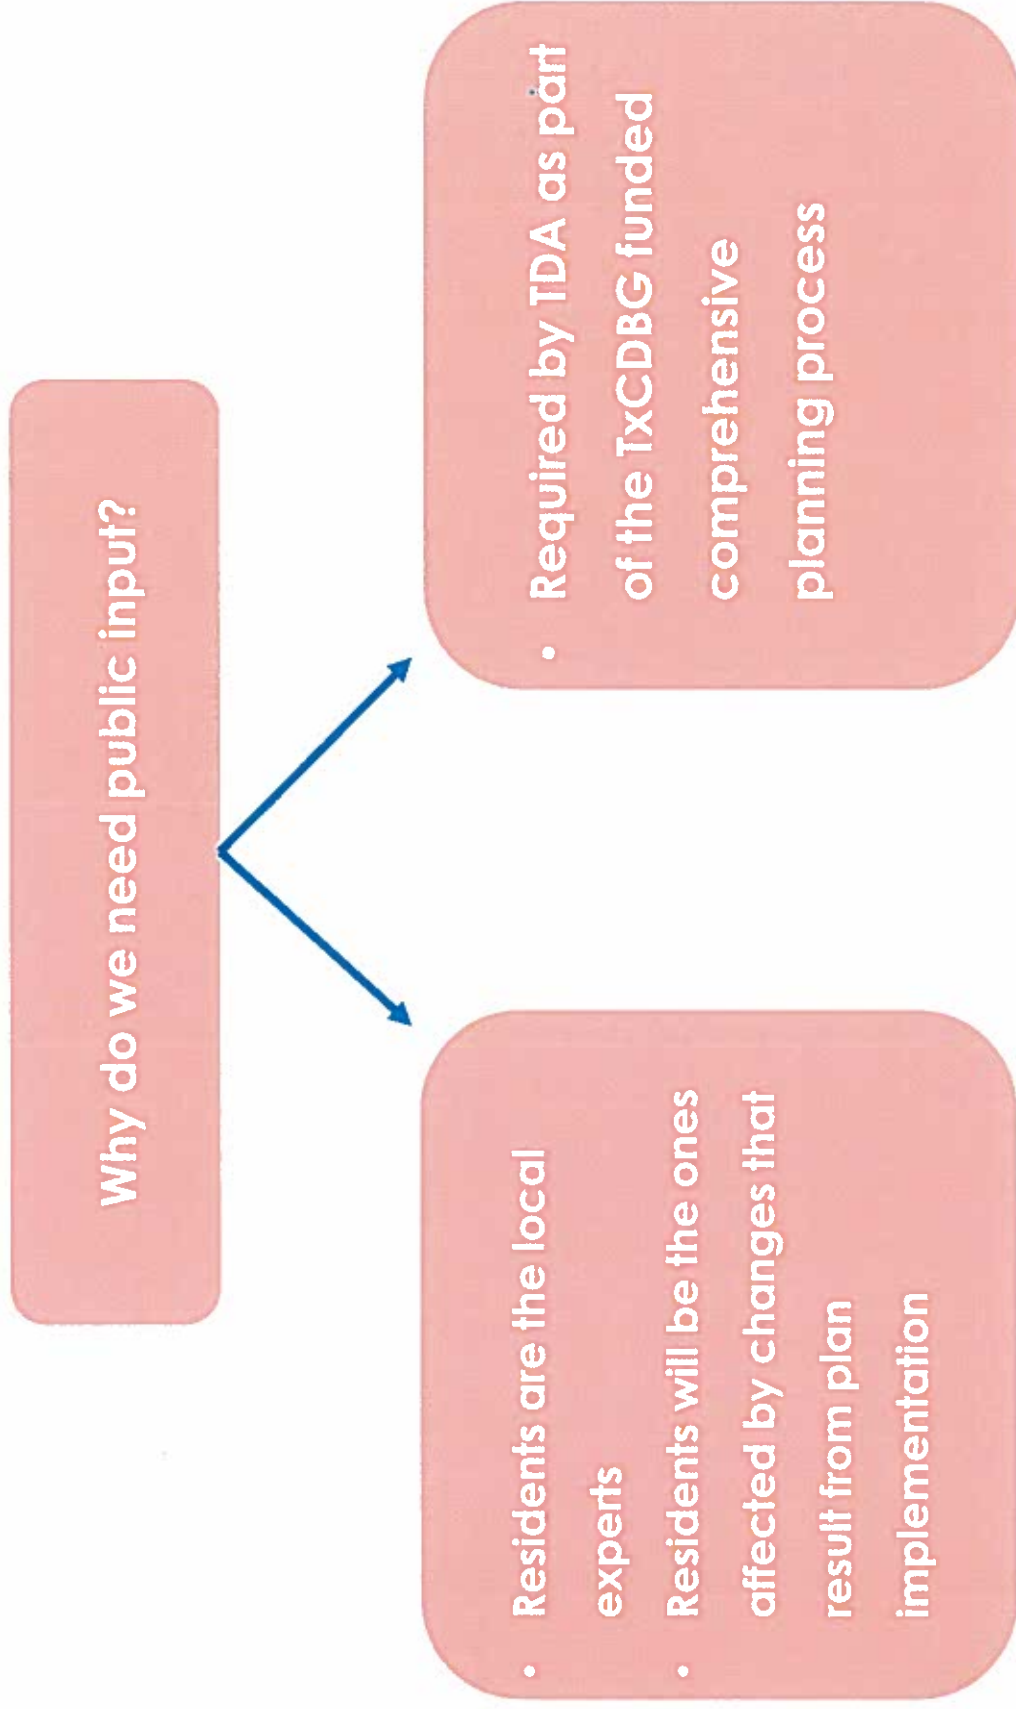 Why do we need public input?
• Residents are the local
experts
• Residents will be the ones
affected by changes that
result from plan
implementation
• Required by TDA as part
of the TxCDBG funded
comprehensive
planning process